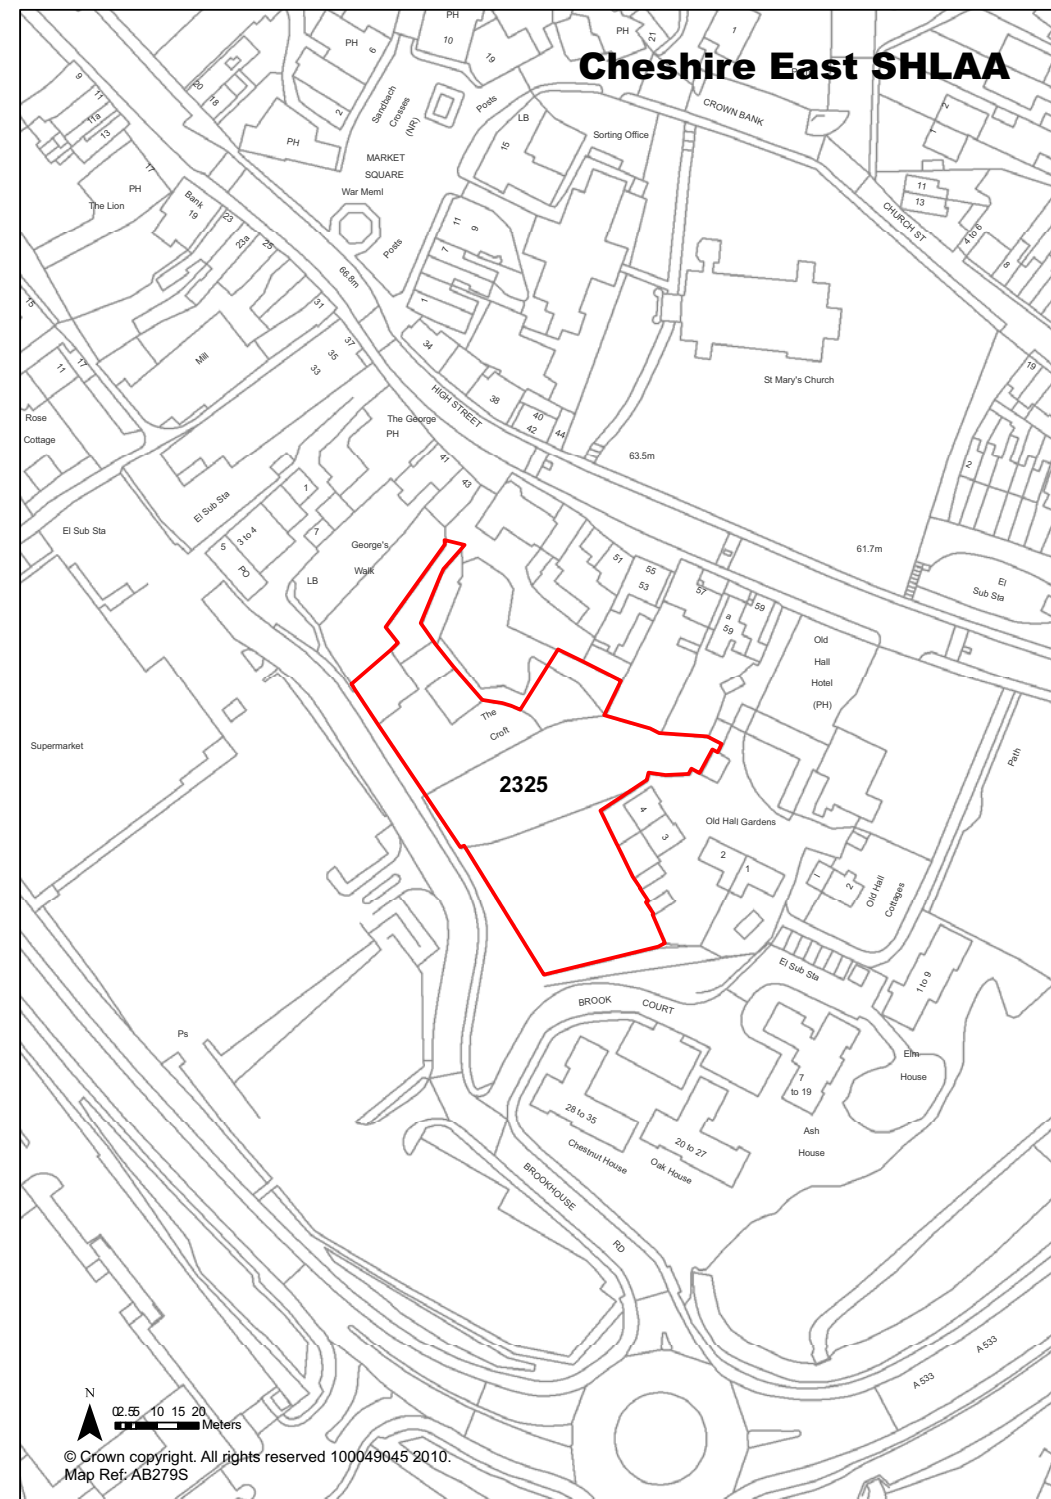 Cheshire East SHLAA
PH
PH
10
6
19
PH
21
1
9
11
11a
13
20
18
2
PH
Sandbach
Crosses
(NR)
Posts
LB
15
CROWN BANK
Sorting Office
2
1
MARKET
SQUARE
War Meml
17
PH
The Lion
Bank
19
23
23a
25
Posts
11
9
7
1
11
13
CHURCH ST
4 to 6
8
66.8m
15
31
37
35
33
Mill
34
38
HIGH STREET
40
42
44
St Mary's Church
19
17
11
Rose
Cottage
The George
PH
41
43
63.5m
2
El Sub Sta
El Sub Sta
1
3 to 4
5
PO
7
George's
Walk
LB
51
55
53
57
a
59
59
61.7m
El
Sub Sta
Old
Hall
Hotel
(PH)
The
Croft
Supermarket
2325
Path
4
3
Old Hall Gardens
2
1
1
2
Old Hall
Cottages
El Sub Sta
1 to 9
BROOK COURT
Ps
Elm
House
7
to 19
28 to 35
Chestnut House
20 to 27
Oak House
Ash
House
BROOKHOUSE
RD
A 533
A 533
N
0 2.5 5 10 15 20
Meters
© Crown copyright. All rights reserved 100049045 2010.
Map Ref: AB279S